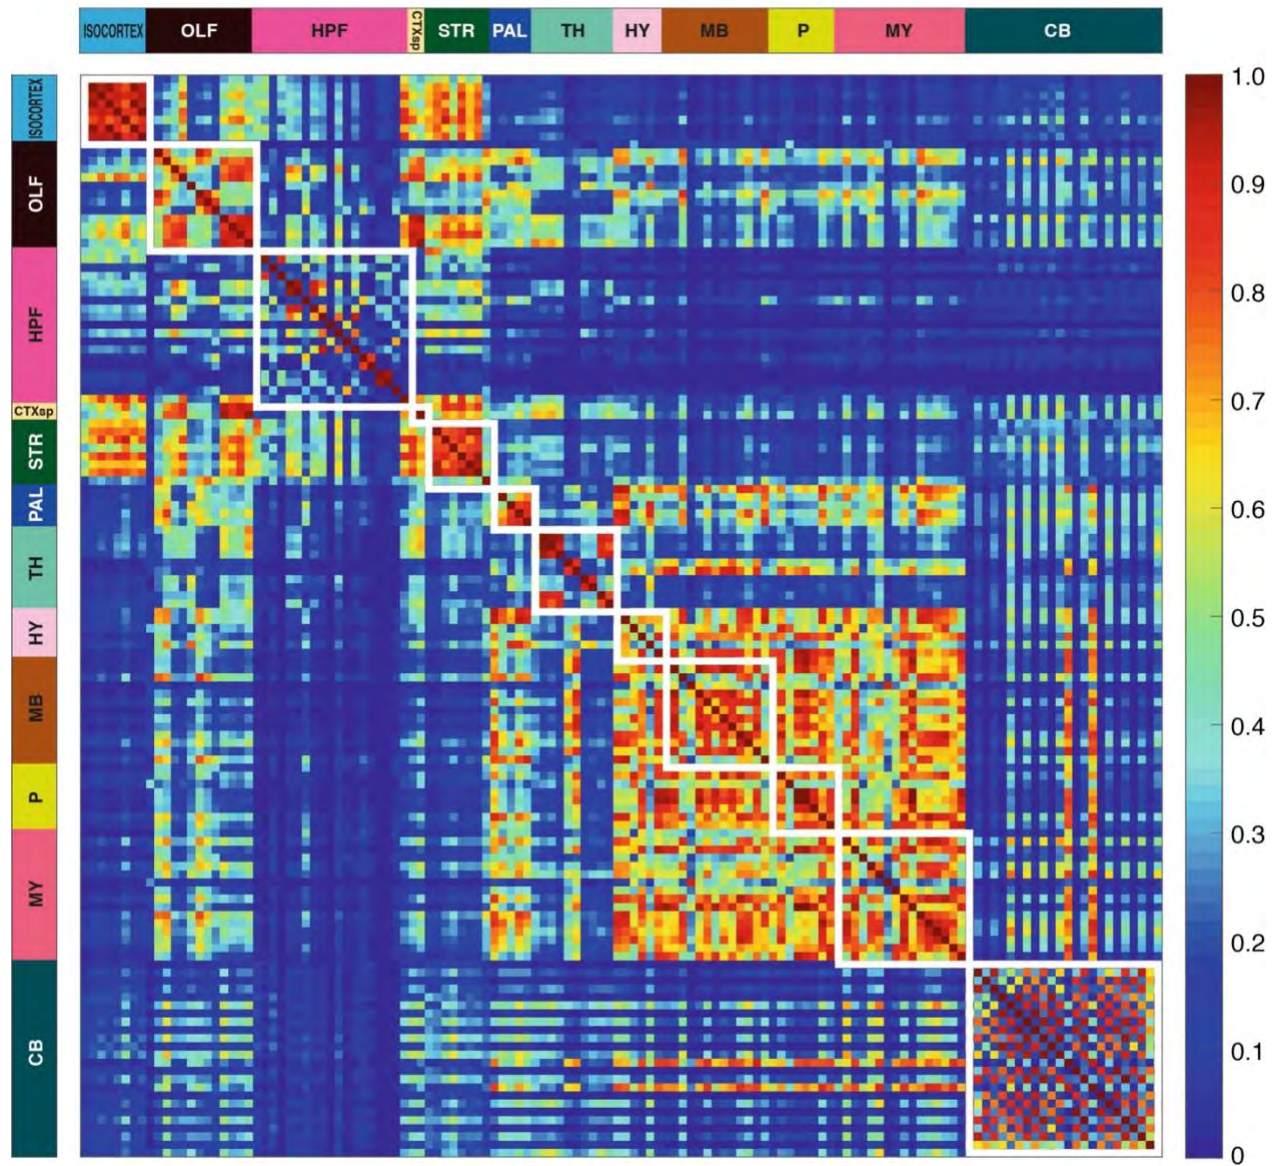 ISOCORTEX OLF HPF CTXsp STR PAL TH HY MB P MY CB
ISOCORTEX
OLF
HPF
CTXsp
STR
PAL
TH
HY
MB
P
MY
CB
1.0
0.9
0.8
0.7
0.6
0.5
0.4
0.3
0.2
0.1
0